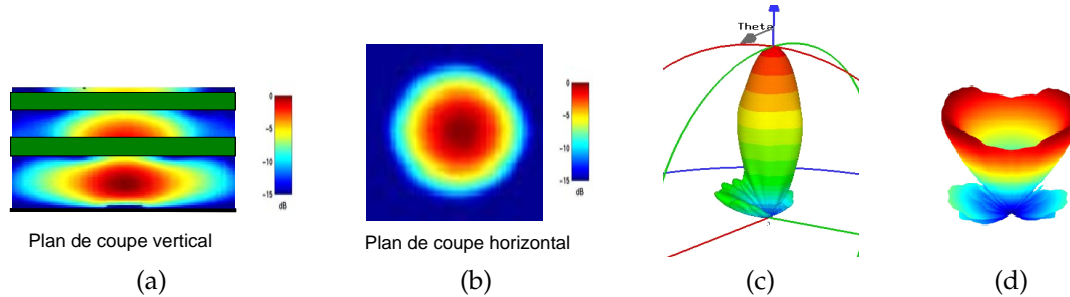 0
-5
-10
-15
dB
Plan de coupe vertical
(a)
0
-5
-10
-15
dB
Plan de coupe horizontal
(b)
Theta
(c)
(d)